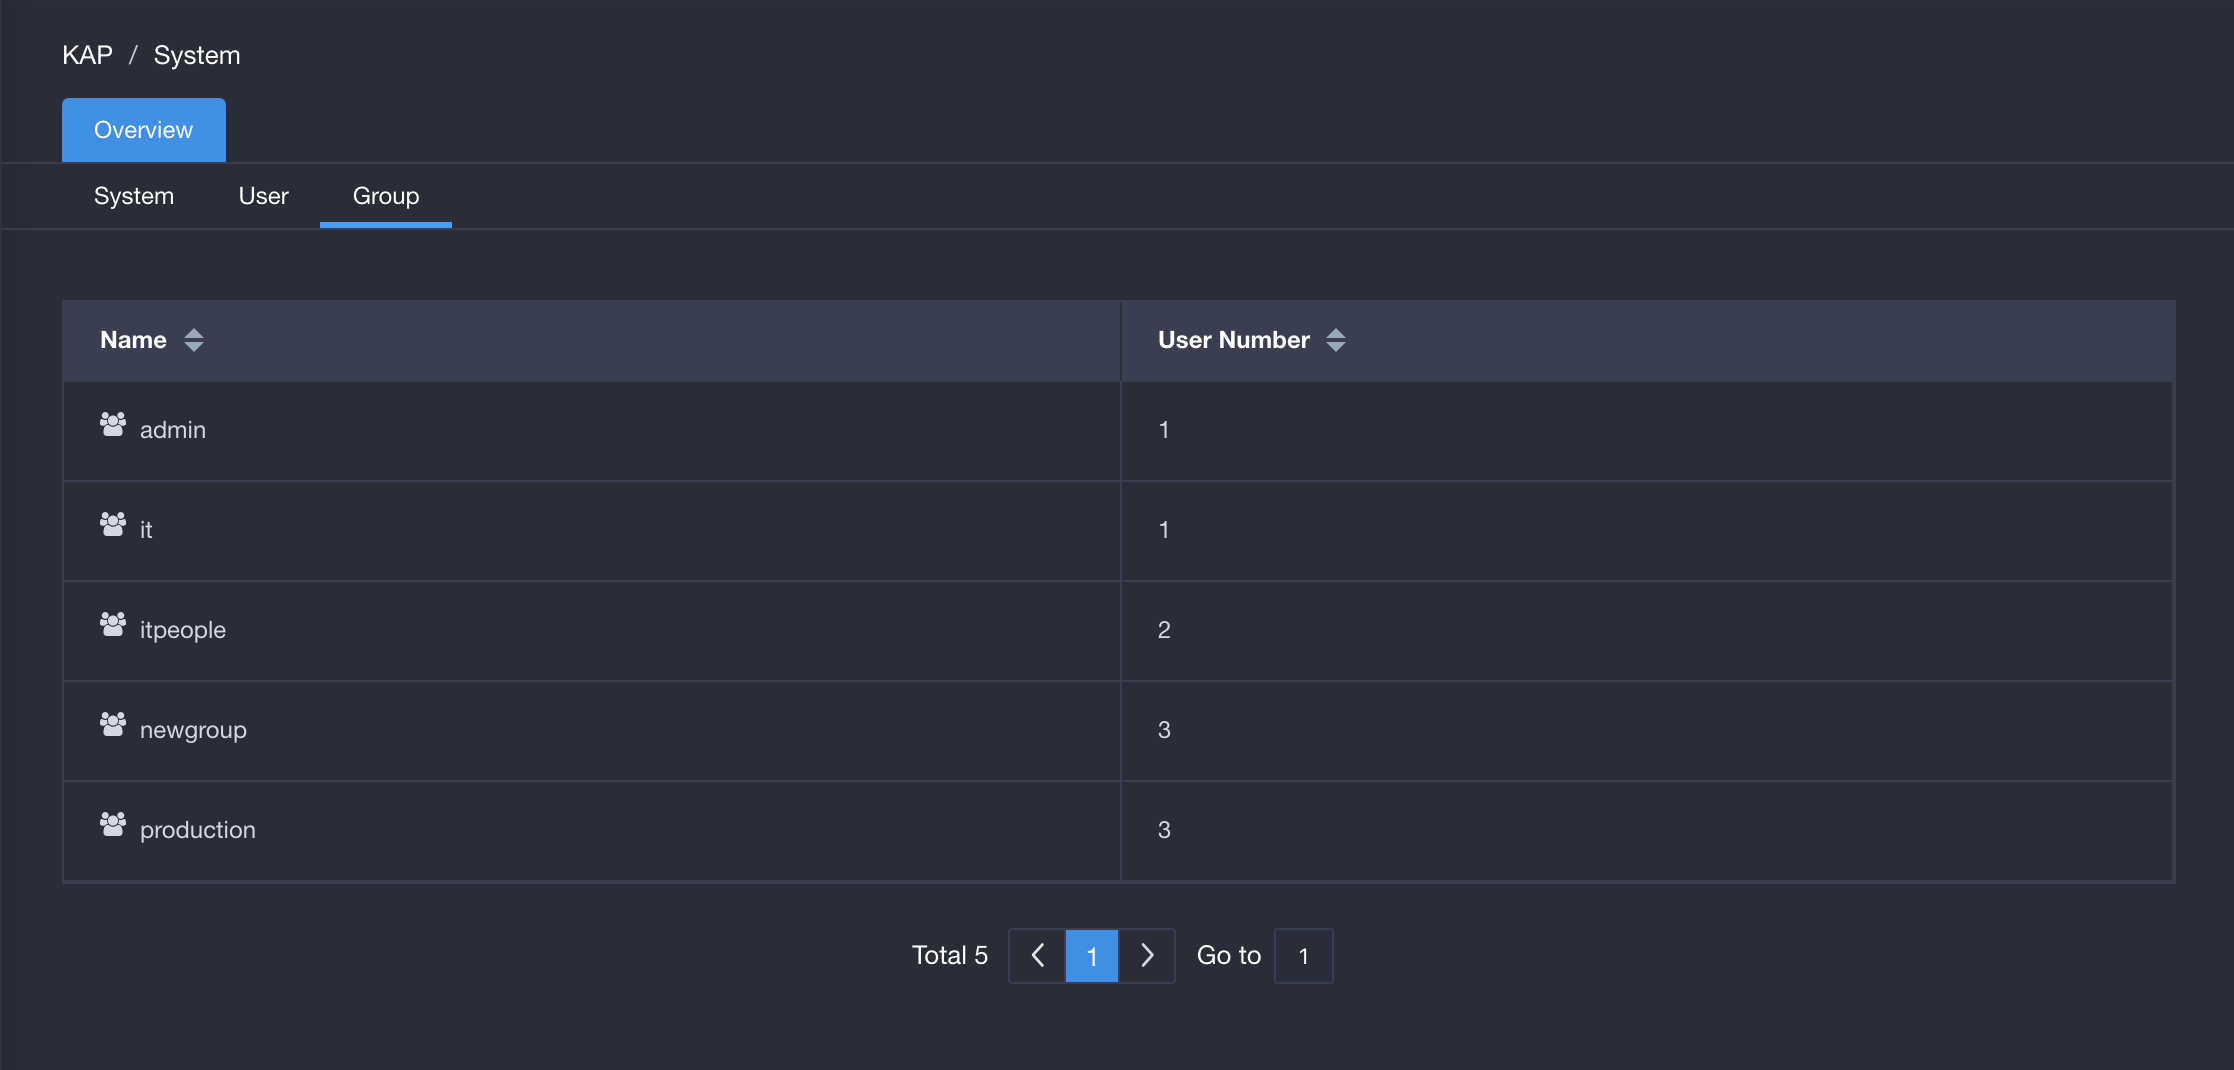 KAP / System
Overview
System User Group
Name User Number
admin 1
it 1
itpeople 2
newgroup 3
production 3
Total 5 1 Go to 1